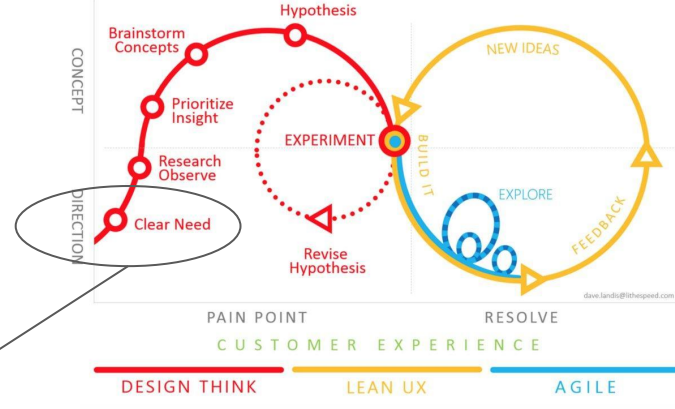 Hypothesis
Brainstorm
Concepts
NEW IDEAS
CONCEPT
Prioritize
Insight
EXPERIMENT
BUILD IT
Research
Observe
EXPLORE
DIRECTION
Clear Need
FEEDBACK
Revise
Hypothesis
dave.landis@lithespeed.com
PAIN POINT
RESOLVE
CUSTOMER EXPERIENCE
DESIGN THINK
LEAN UX
AGILE